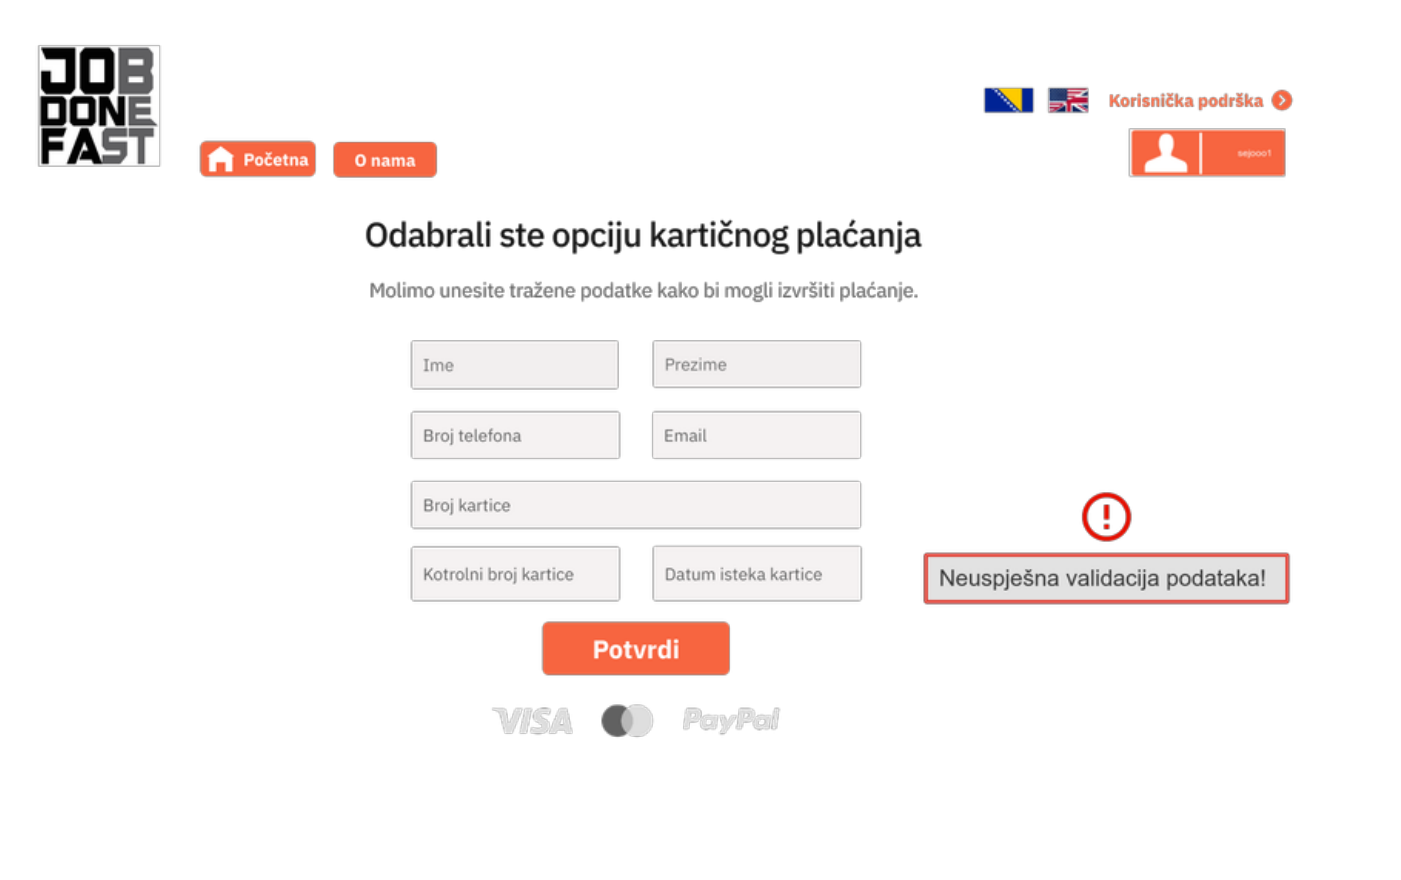 JOB
DONE
FAST
Korisnička podrška
Početna
O nama
sejooo1
Odabrali ste opciju kartičnog plaćanja
Molimo unesite tražene podatke kako bi mogli izvršiti plaćanje.
Ime
Prezime
Broj telefona
Email
Broj kartice
Kotrolni broj kartice
Datum isteka kartice
Neuspješna validacija podataka!
Potvrdi
VISA
PayPal